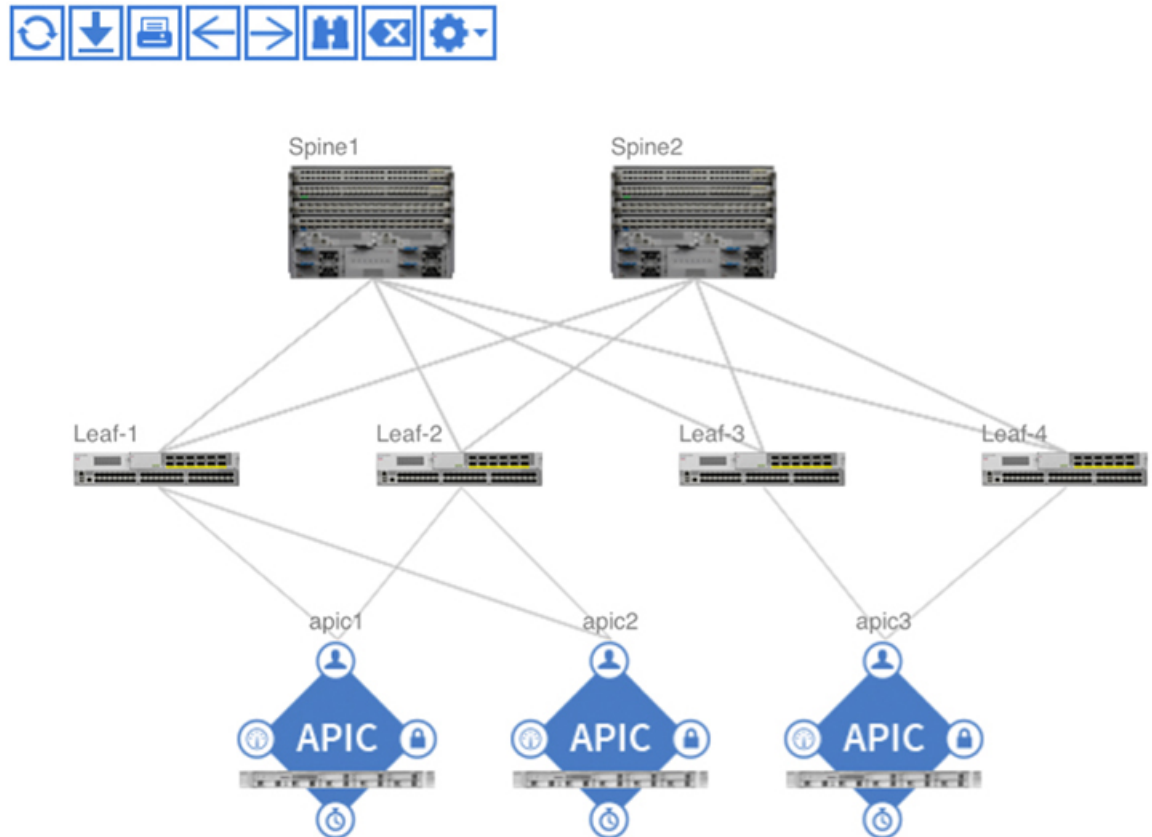 Spine1
Spine2
Leaf-1
Leaf-2
Leaf-3
Leaf-4
apic1
apic2
apic3
APIC
APIC
APIC